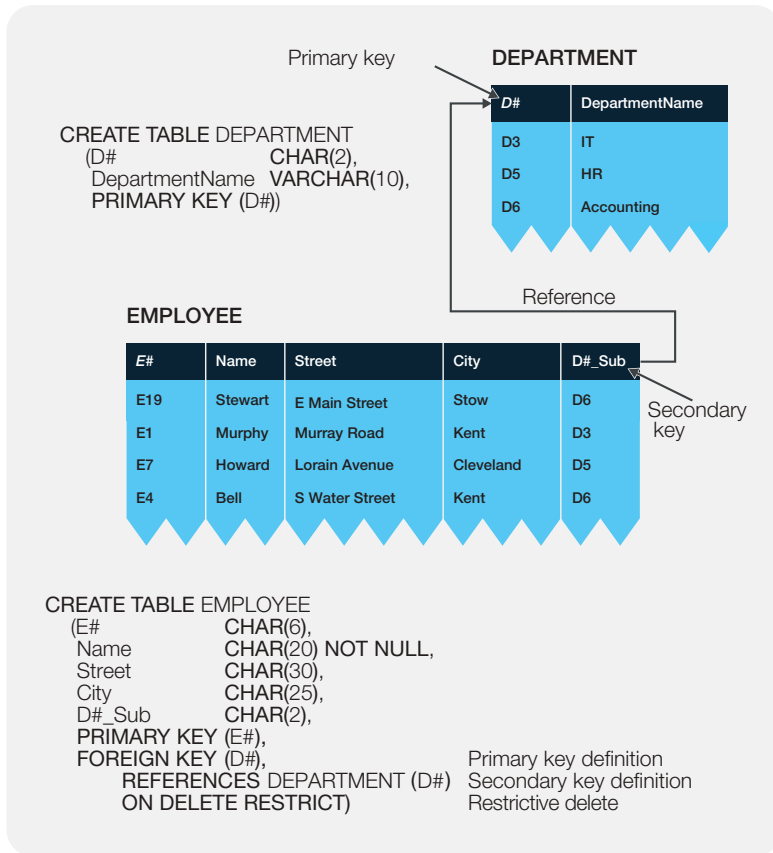 Primary key
DEPARTMENT
D# DepartmentName
D3 IT
D5 HR
D6 Accounting
CREATE TABLE DEPARTMENT
(D# CHAR(2),
DepartmentName VARCHAR(10),
PRIMARY KEY (D#))
Reference
EMPLOYEE
E# Name Street City D#_Sub
E19 Stewart E Main Street Stow D6
E1 Murphy Murray Road Kent D3
E7 Howard Lorain Avenue Cleveland D5
E4 Bell S Water Street Kent D6
Secondary
key
CREATE TABLE EMPLOYEE
(E# CHAR(6),
Name CHAR(20) NOT NULL,
Street CHAR(30),
City CHAR(25),
D#_Sub CHAR(2),
PRIMARY KEY (E#),
FOREIGN KEY (D#), Primary key definition
REFERENCES DEPARTMENT (D#) Secondary key definition
ON DELETE RESTRICT) Restrictive delete